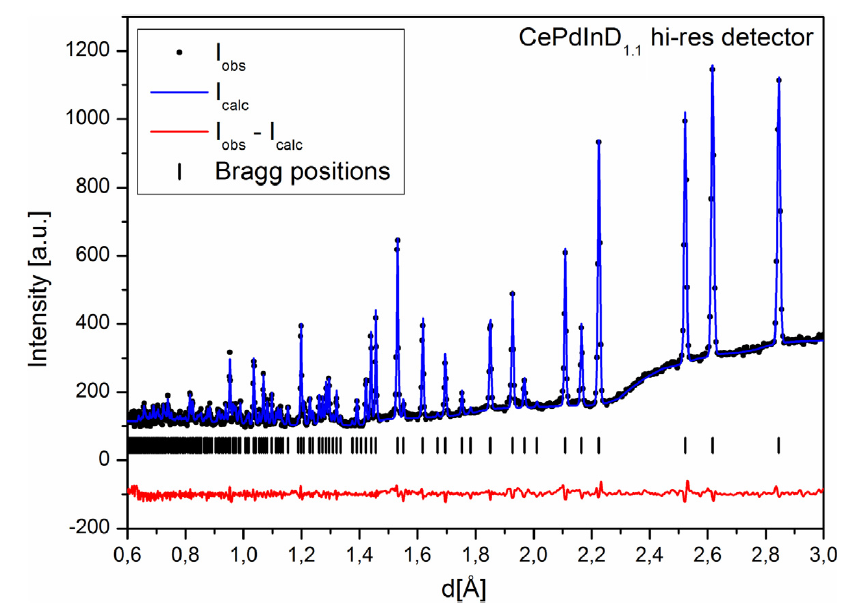 CePdInD1.1 hi-res detector
Iobs
Icalc
Iobs - Icalc
Bragg positions
Intensity [a.u.]
1200
1000
800
600
400
200
0
-200
0,6 0,8 1,0 1,2 1,4 1,6 1,8 2,0 2,2 2,4 2,6 2,8 3,0
d[Å]